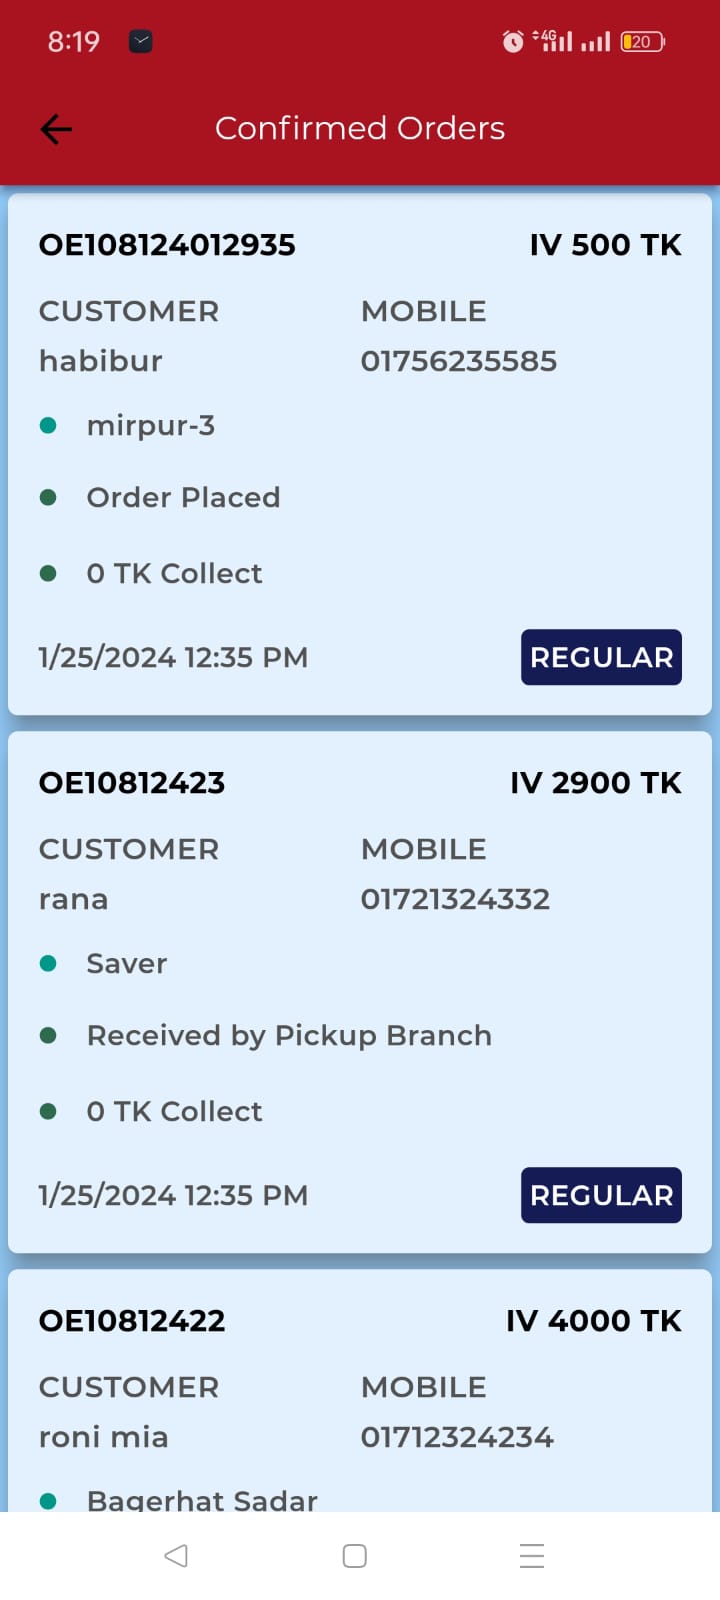 8:19
4G 20
Confirmed Orders
OE108124012935 IV 500 TK
CUSTOMER MOBILE
habibur 01756235585
mirpur-3
Order Placed
0 TK Collect
1/25/2024 12:35 PM REGULAR
OE10812423 IV 2900 TK
CUSTOMER MOBILE
rana 01721324332
Saver
Received by Pickup Branch
0 TK Collect
1/25/2024 12:35 PM REGULAR
OE10812422 IV 4000 TK
CUSTOMER MOBILE
roni mia 01712324234
Bagerhat Sadar